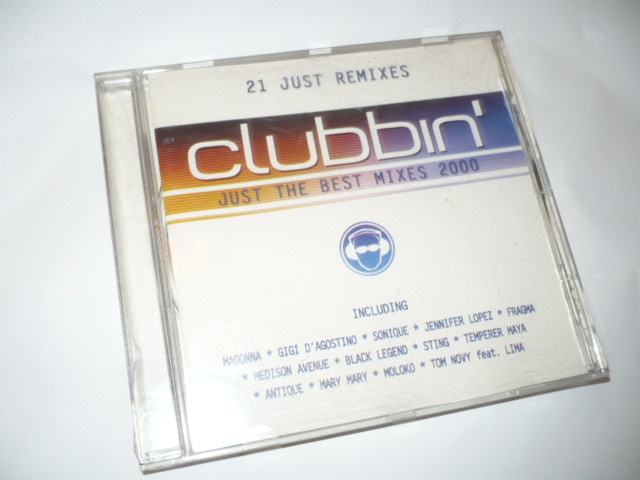 21 JUST REMIXES
clubbin'
JUST THE BEST MIXES 2000
INCLUDING
MADONNA * GIGI D'AGOSTINO * SONIQUE * JENNIFER LOPEZ * FRAGMA
* MEDISON AVENUE * BLACK LEGEND * STING * TEMPERER MAYA
* ANTIQUE * MARY MARY * MOLOKO * TOM NOVY feat. LIMA